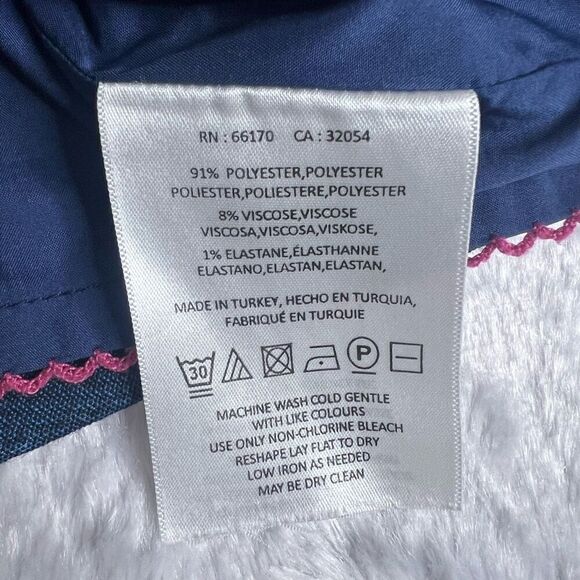 RN : 66170 CA : 32054
91% POLYESTER,POLYESTER
POLIESTER,POLIESTERE,POLYESTER
8% VISCOSE,VISCOSE
VISCOSA,VISCOSA,VISKOSE,
1% ELASTANE,ÉLASTHANNE
ELASTANO,ELASTAN,ELASTAN,
MADE IN TURKEY, HECHO EN TURQUIA,
FABRIQUÉ EN TURQUIE
30 P
MACHINE WASH COLD GENTLE
WITH LIKE COLOURS
USE ONLY NON-CHLORINE BLEACH
RESHAPE LAY FLAT TO DRY
LOW IRON AS NEEDED
MAY BE DRY CLEAN